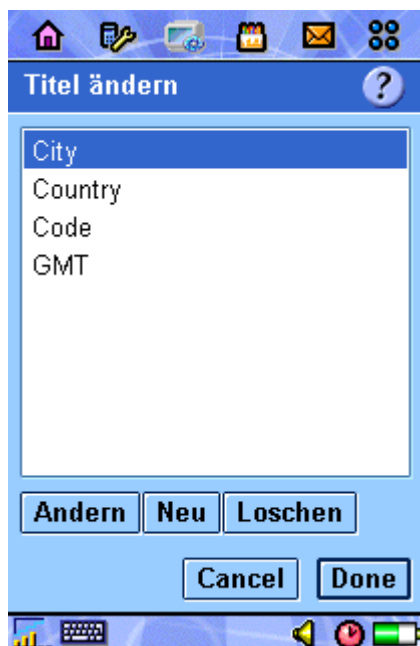 Titel ändern
City
Country
Code
GMT
Andern Neu Loschen
Cancel Done